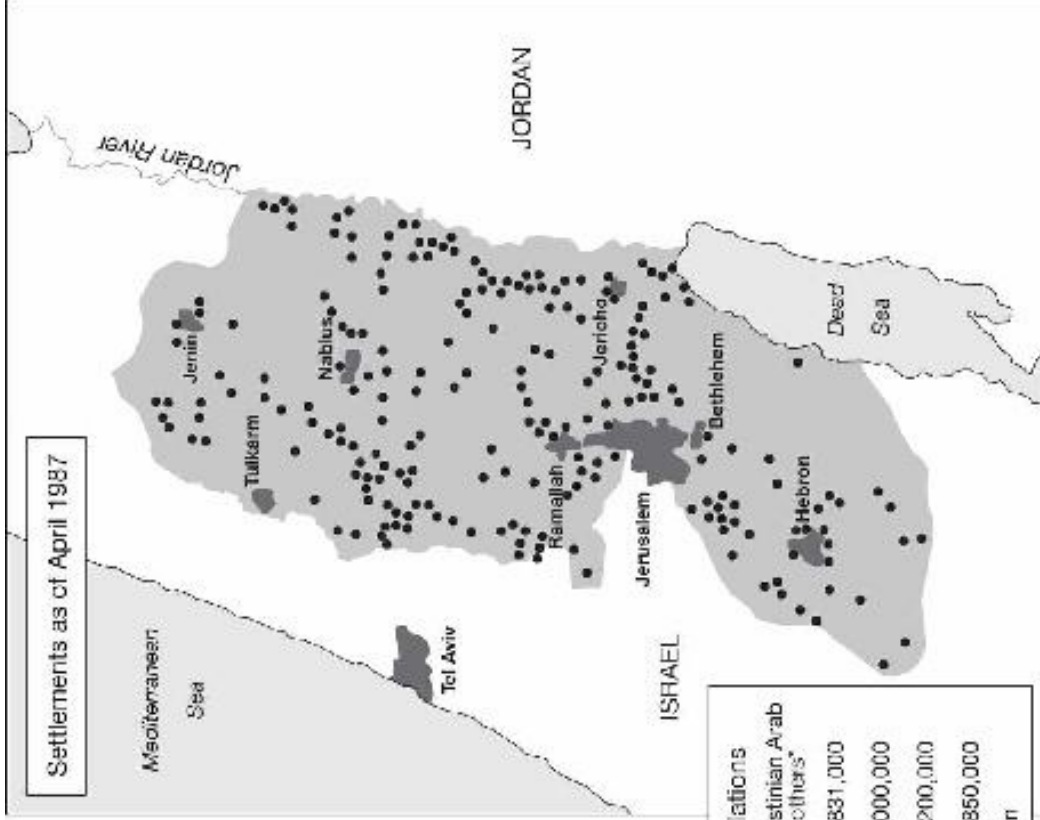 Settlements as of April 1987
Mediterranean
Sea
Jordan River
JORDAN
Jenin
Tulkarm
Nablus
Tel Aviv
Ramallah
Jericho
Jerusalem
Bethlehem
ISRAEL
Hebron
Dead
Sea
lations
stinian Arab
others"
831,000
000,000
200,000
850,000